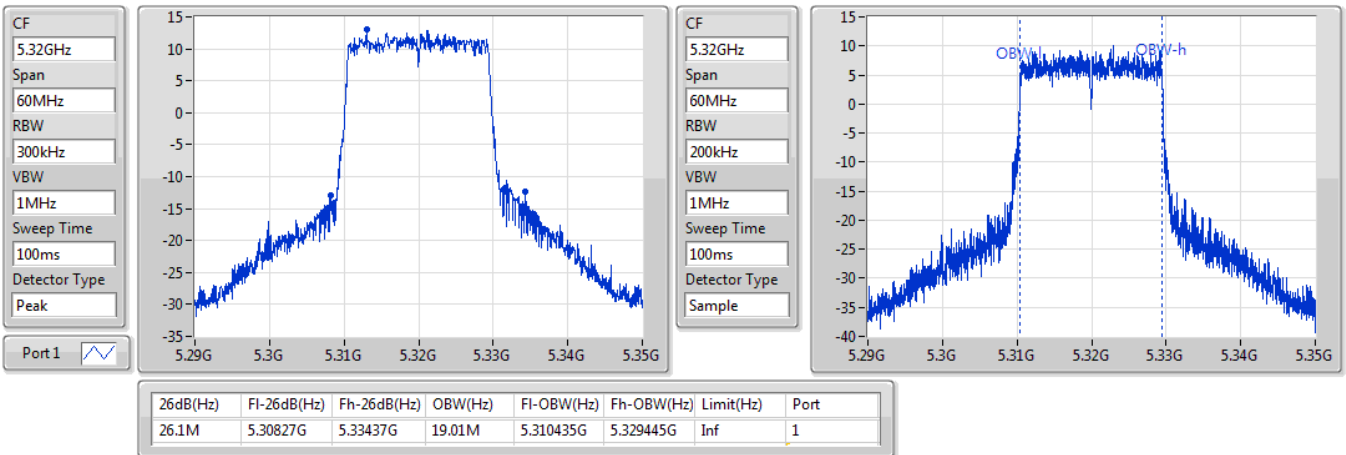 CF
5.32GHz
Span
60MHz
RBW
300kHz
VBW
1MHz
Sweep Time
100ms
Detector Type
Peak
Port 1
15-
10-
5-
0-
-5-
-10-
-15-
-20-
-25-
-30-
-35-
5.29G 5.3G 5.31G 5.32G 5.33G 5.34G 5.35G
CF
5.32GHz
Span
60MHz
RBW
200kHz
VBW
1MHz
Sweep Time
100ms
Detector Type
Sample
15-
10-
5-
0-
-5-
-10-
-15-
-20-
-25-
-30-
-35-
-40-
OBW-l OBW-h
5.29G 5.3G 5.31G 5.32G 5.33G 5.34G 5.35G
26dB(Hz) Fl-26dB(Hz) Fh-26dB(Hz) OBW(Hz) Fl-OBW(Hz) Fh-OBW(Hz) Limit(Hz) Port
26.1M 5.30827G 5.33437G 19.01M 5.310435G 5.329445G Inf 1